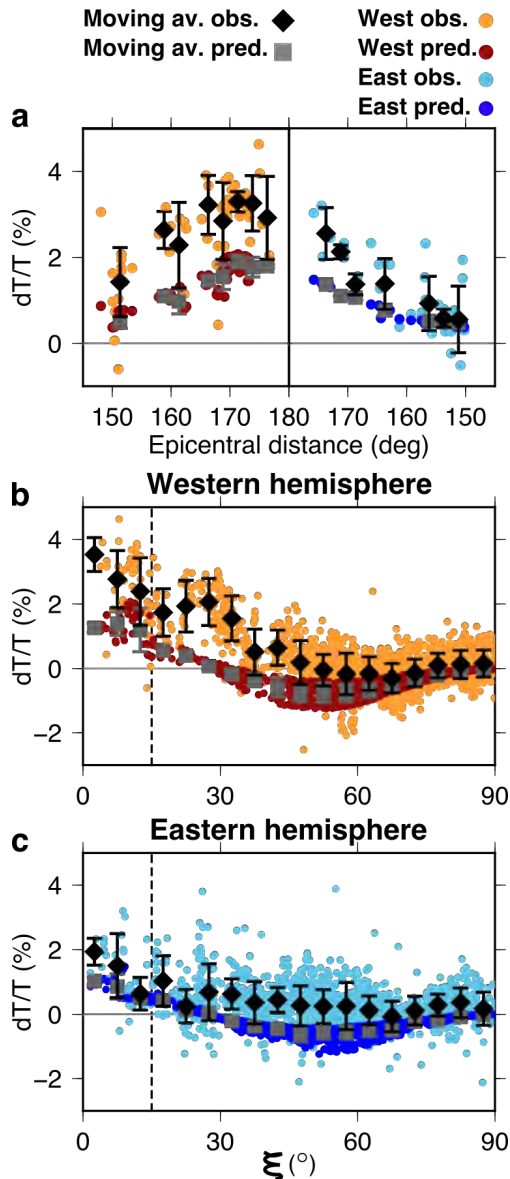 Moving av. obs.
Moving av. pred.
West obs.
West pred.
East obs.
East pred.
a
dT/T (%)
4
2
0
150 160 170 180 170 160 150
Epicentral distance (deg)
b Western hemisphere
dT/T (%)
4
2
0
−2
0 30 60 90
c Eastern hemisphere
dT/T (%)
4
2
0
−2
0 30 60 90
ξ (°)